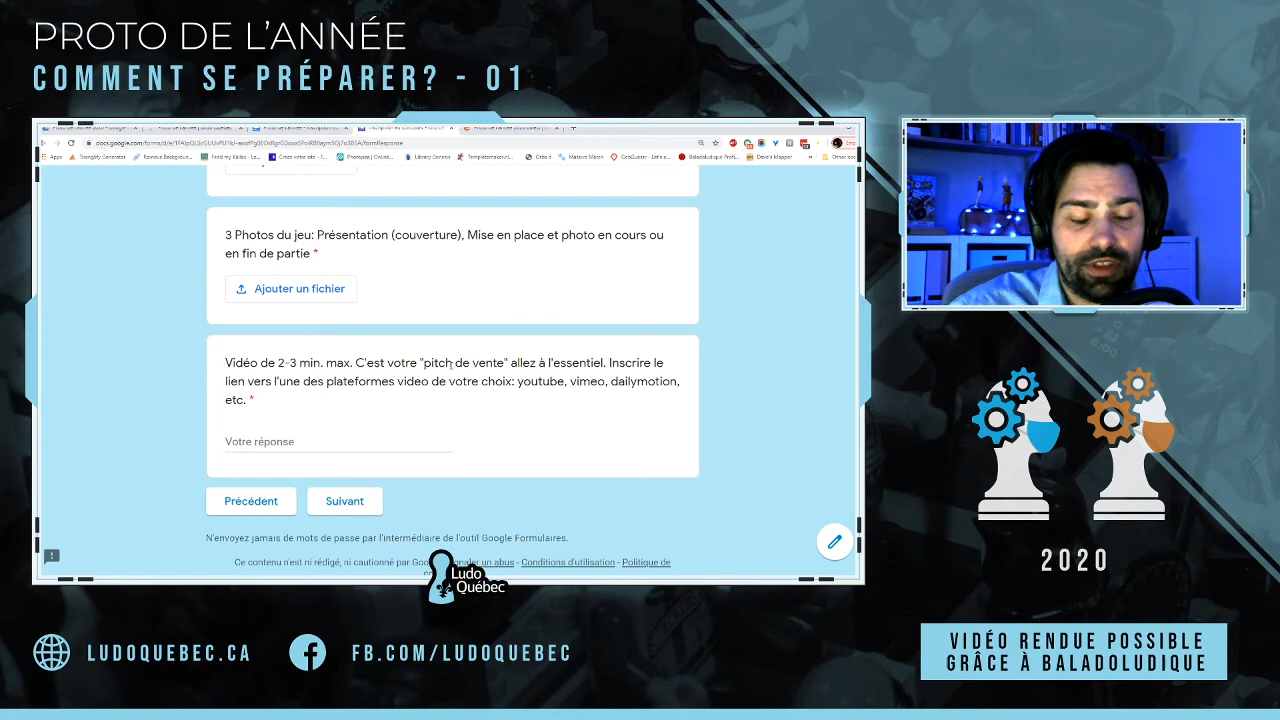 PROTO DE L'ANNÉE
COMMENT SE PRÉPARER? - 01
Apps
3 Photos du jeu: Présentation (couverture), Mise en place et photo en cours ou
en fin de partie *
Ajouter un fichier
Vidéo de 2-3 min. max. C'est votre "pitch de vente" allez à l'essentiel. Inscrire le
lien vers l'une des plateformes video de votre choix: youtube, vimeo, dailymotion,
etc. *
Votre réponse
Précédent
Suivant
N'envoyez jamais de mots de passe par l'intermédiaire de l'outil Google Formulaires.
Ce contenu n'est ni rédigé, ni cautionné par un abus - Conditions d'utilisation - Politique de
Ludo
Québec
2020
LUDOQUEBEC.CA
FB.COM/LUDOQUEBEC
VIDÉO RENDUE POSSIBLE
GRÂCE À BALADOLUDIQUE